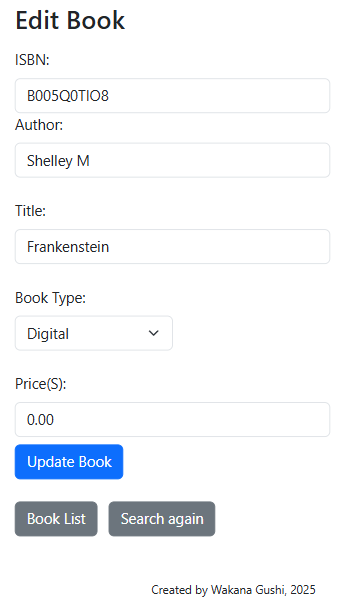 Edit Book
ISBN:
B005Q0TIO8
Author:
Shelley M
Title:
Frankenstein
Book Type:
Digital
Price(S):
0.00
Update Book
Book List
Search again
Created by Wakana Gushi, 2025